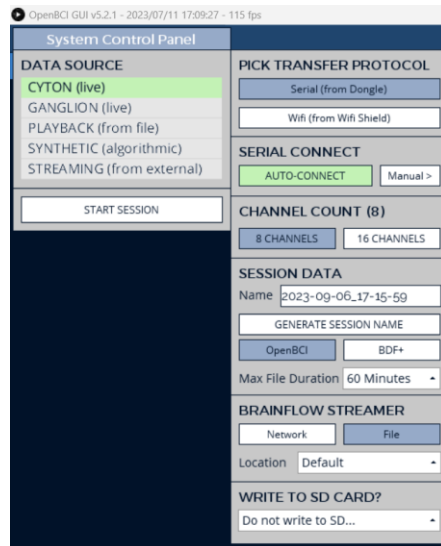 OpenBCI GUI v5.2.1 - 2023/07/11 17:09:27 - 115 fps
System Control Panel
DATA SOURCE
CYTON (live)
GANGLION (live)
PLAYBACK (from file)
SYNTHETIC (algorithmic)
STREAMING (from external)
START SESSION
PICK TRANSFER PROTOCOL
Serial (from Dongle)
Wifi (from Wifi Shield)
SERIAL CONNECT
AUTO-CONNECT Manual >
CHANNEL COUNT (8)
8 CHANNELS 16 CHANNELS
SESSION DATA
Name 2023-09-06_17-15-59
GENERATE SESSION NAME
OpenBCI BDF+
Max File Duration 60 Minutes
BRAINFLOW STREAMER
Network File
Location Default
WRITE TO SD CARD?
Do not write to SD...